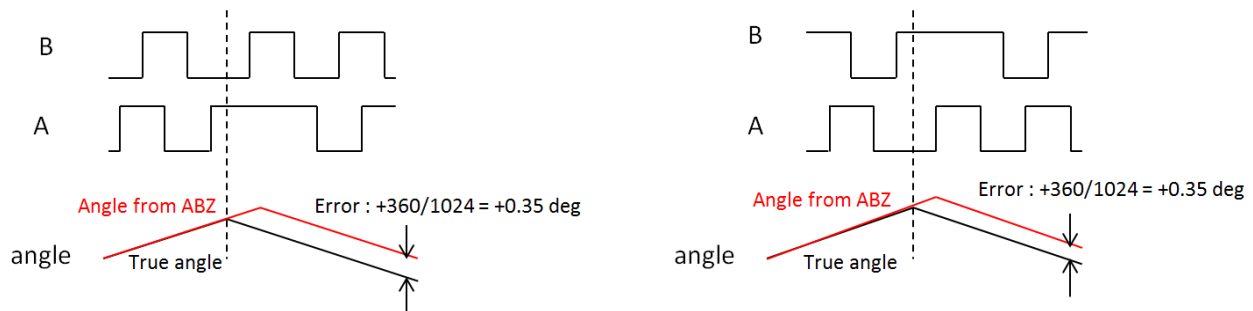 B
A
Angle from ABZ
Error : +360/1024 = +0.35 deg
angle
True angle
B
A
Angle from ABZ
Error : +360/1024 = +0.35 deg
angle
True angle